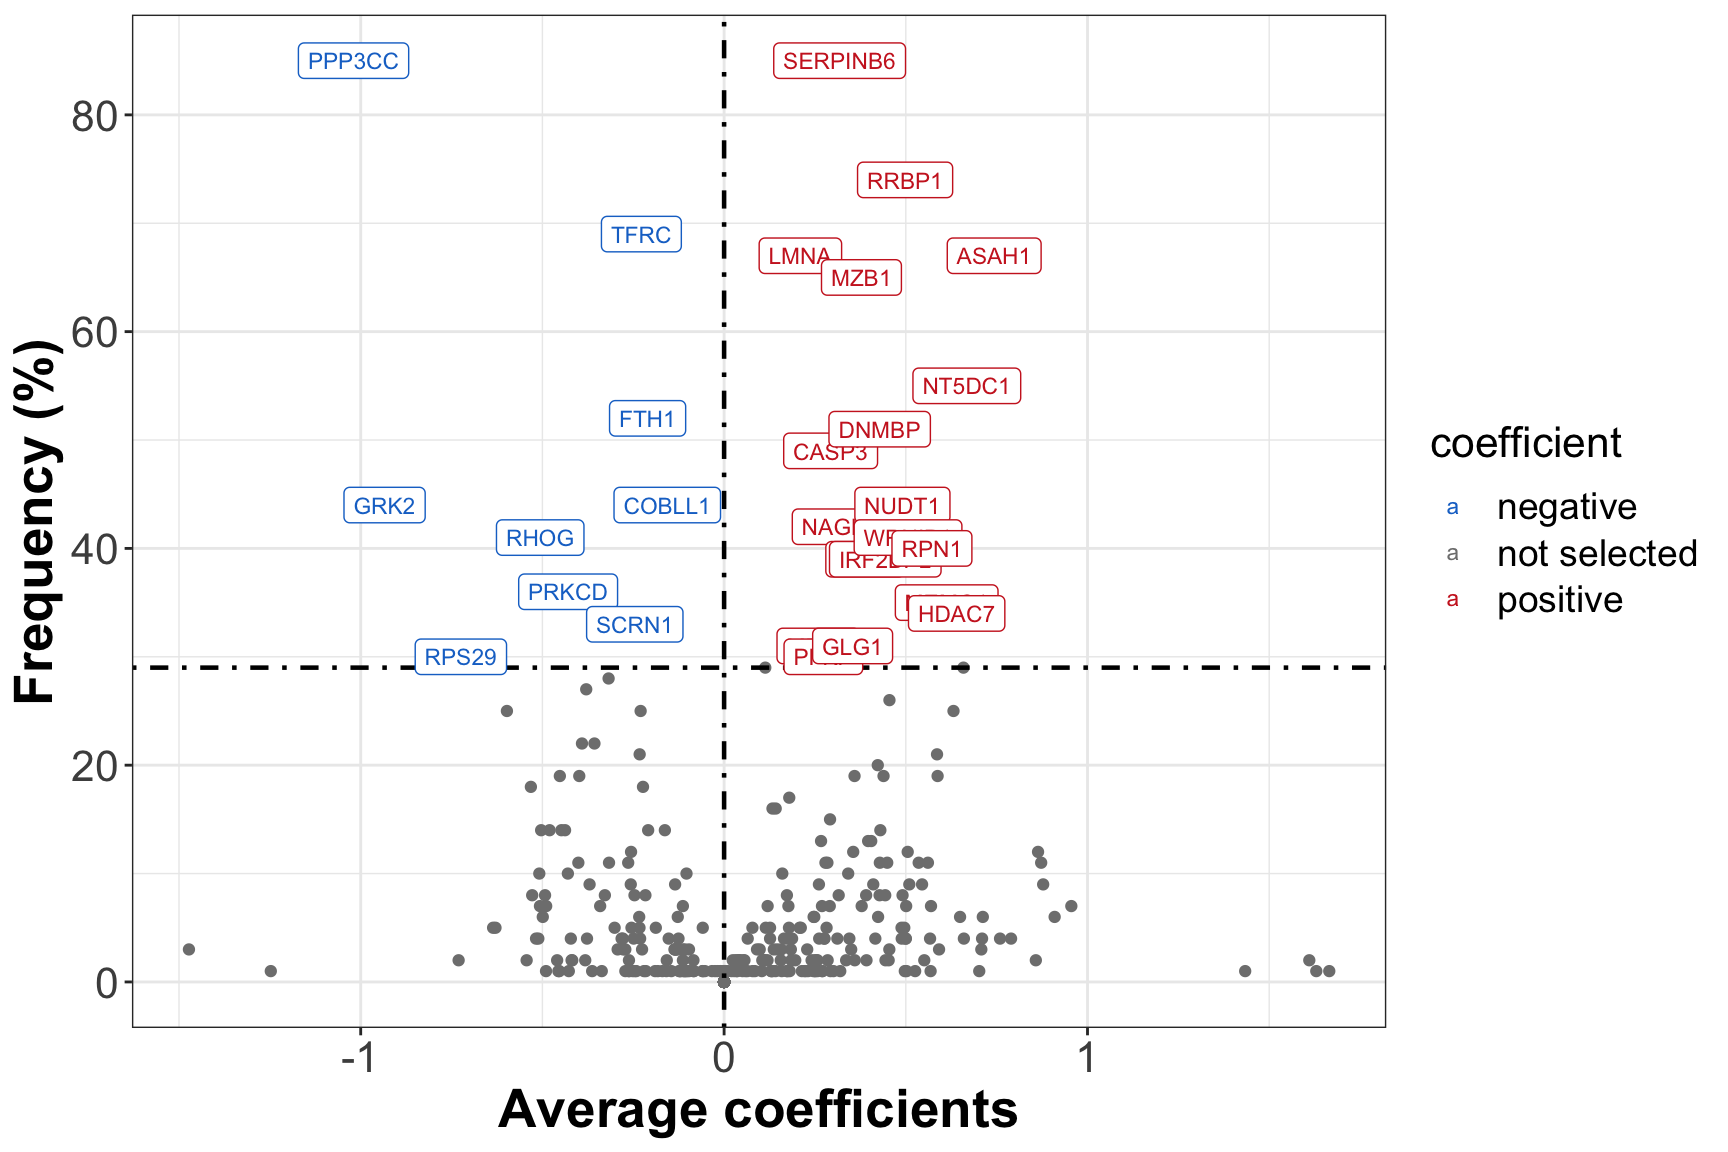 PPP3CC
SERPINB6
80
RRBP1
TFRC
LMNA
ASAH1
MZB1
60
NT5DC1
FTH1
DNMBP
CASP3
GRK2
COBLL1
NUDT1
RHOG
RPN1
40
PRKCD
HDAC7
SCRN1
GLG1
RPS29
20
0
-1
0
1
Average coefficients
Frequency (%)
coefficient
a negative
a not selected
a positive